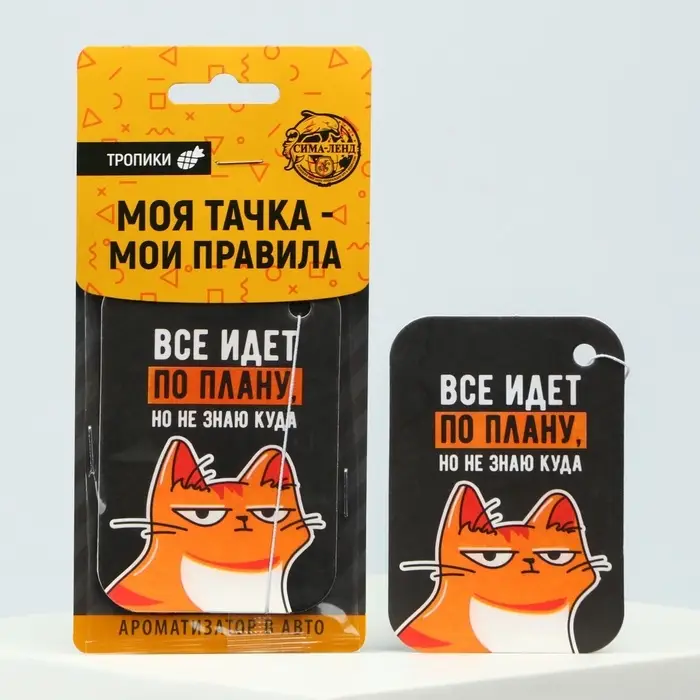 ТРОПИКИ
СИМА-ЛЕНД
МОЯ ТАЧКА -
МОИ ПРАВИЛА
ВСЕ ИДЕТ
ПО ПЛАНУ,
НО НЕ ЗНАЮ КУДА
АРОМАТИЗАТОР В АВТО
ВСЕ ИДЕТ
ПО ПЛАНУ,
НО НЕ ЗНАЮ КУДА